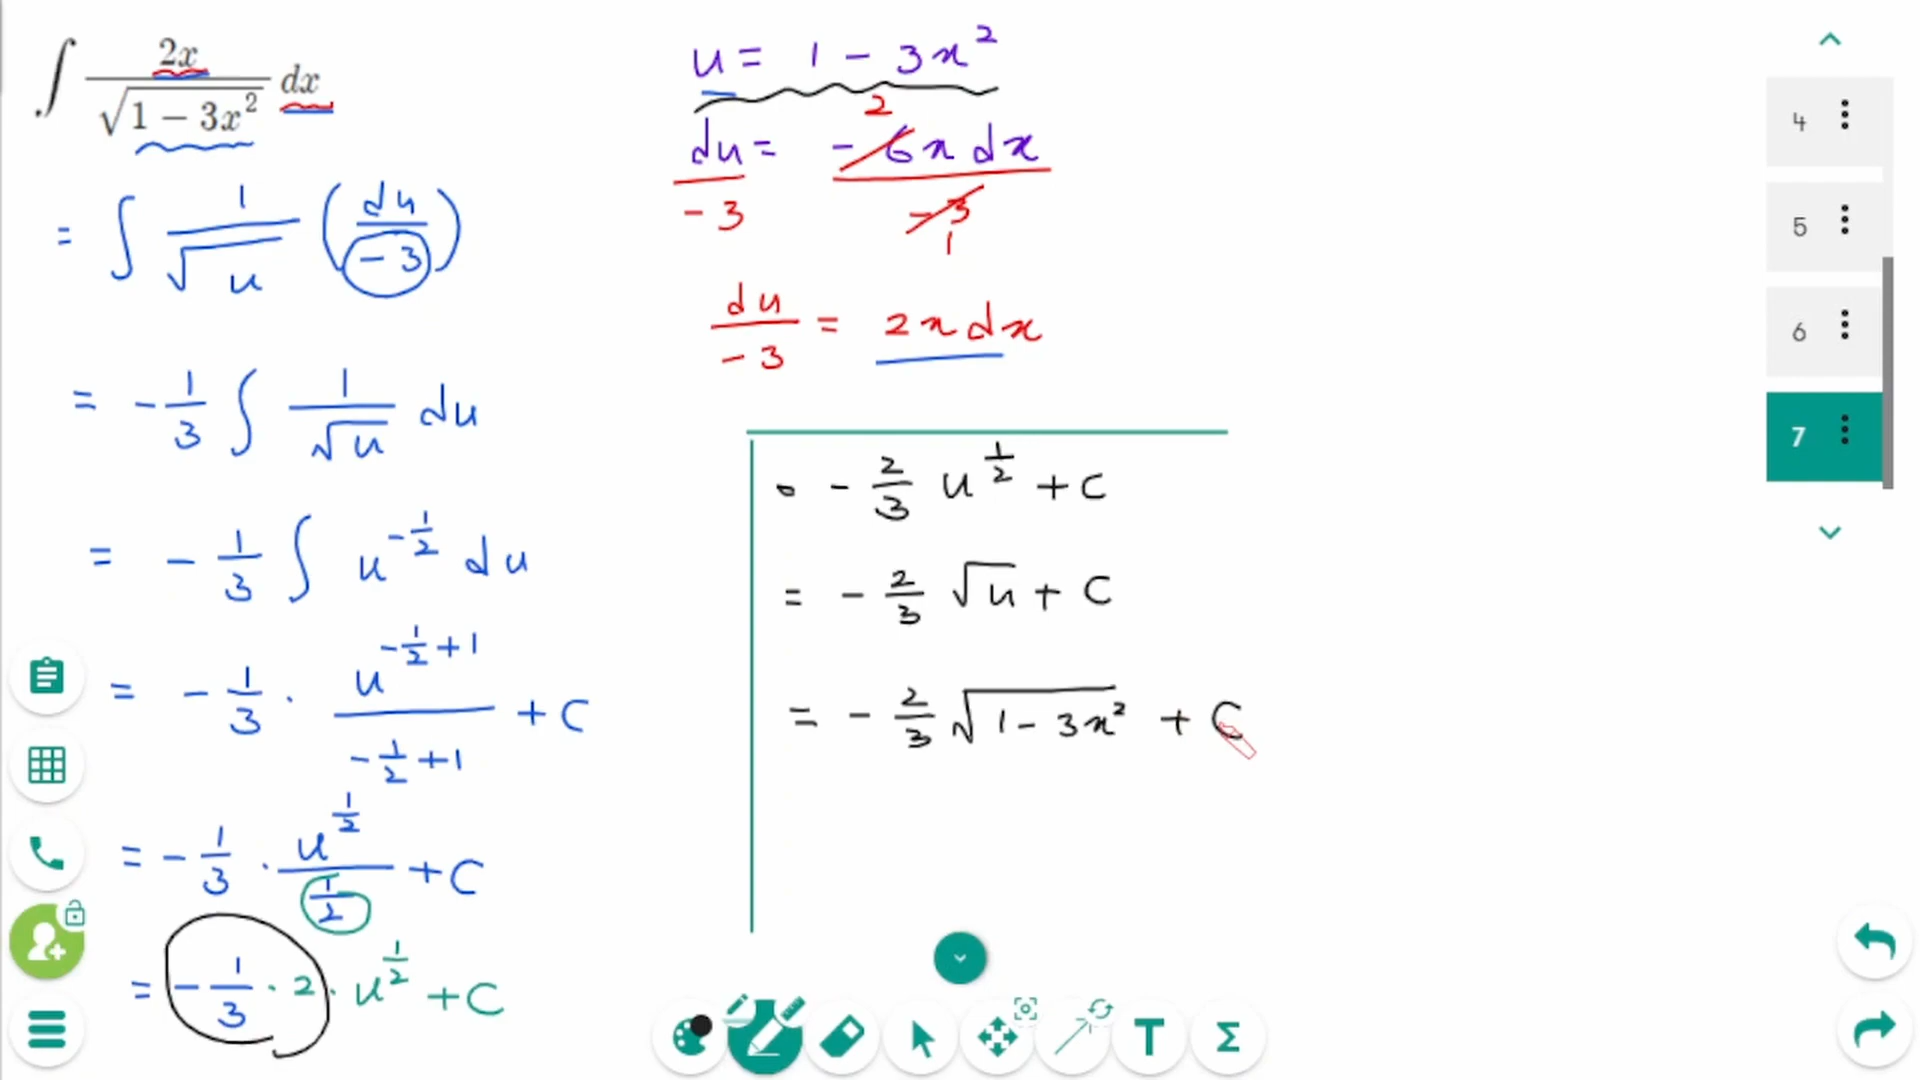 ∫ 2x / √(1 − 3x²) dx
= ∫ 1/√u (du/−3)
= −1/3 ∫ 1/√u du
= −1/3 ∫ u^(−1/2) du
= −1/3 · u^(−1/2+1) / (−1/2+1) + C
= −1/3 · u^(1/2) / (1/2) + C
= −1/3 · 2 · u^(1/2) + C
u = 1 − 3x²
du/−3 = −6x dx/−3
2
1
du/−3 = 2x dx
−2/3 u^(1/2) + C
= −2/3 √u + C
= −2/3 √(1−3x²) + C
4
5
6
7
T
Σ